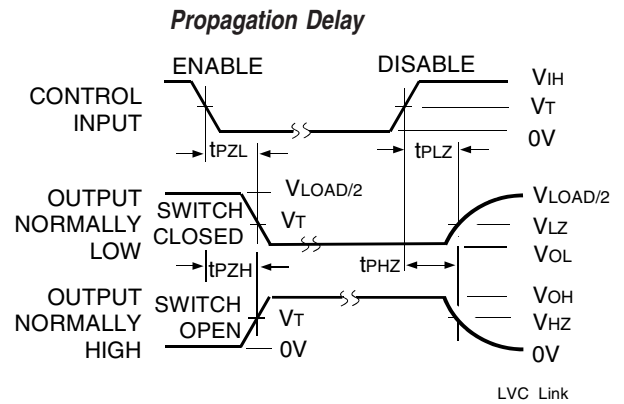 Propagation Delay
ENABLE DISABLE
CONTROL INPUT
VIH
VT
0V
tPZL tPLZ
OUTPUT NORMALLY LOW
SWITCH CLOSED
VLOAD/2
VT
VLOAD/2
VLZ
VOL
tPZH tPHZ
OUTPUT NORMALLY HIGH
SWITCH OPEN
VT
0V
VOH
VHZ
0V
LVC Link